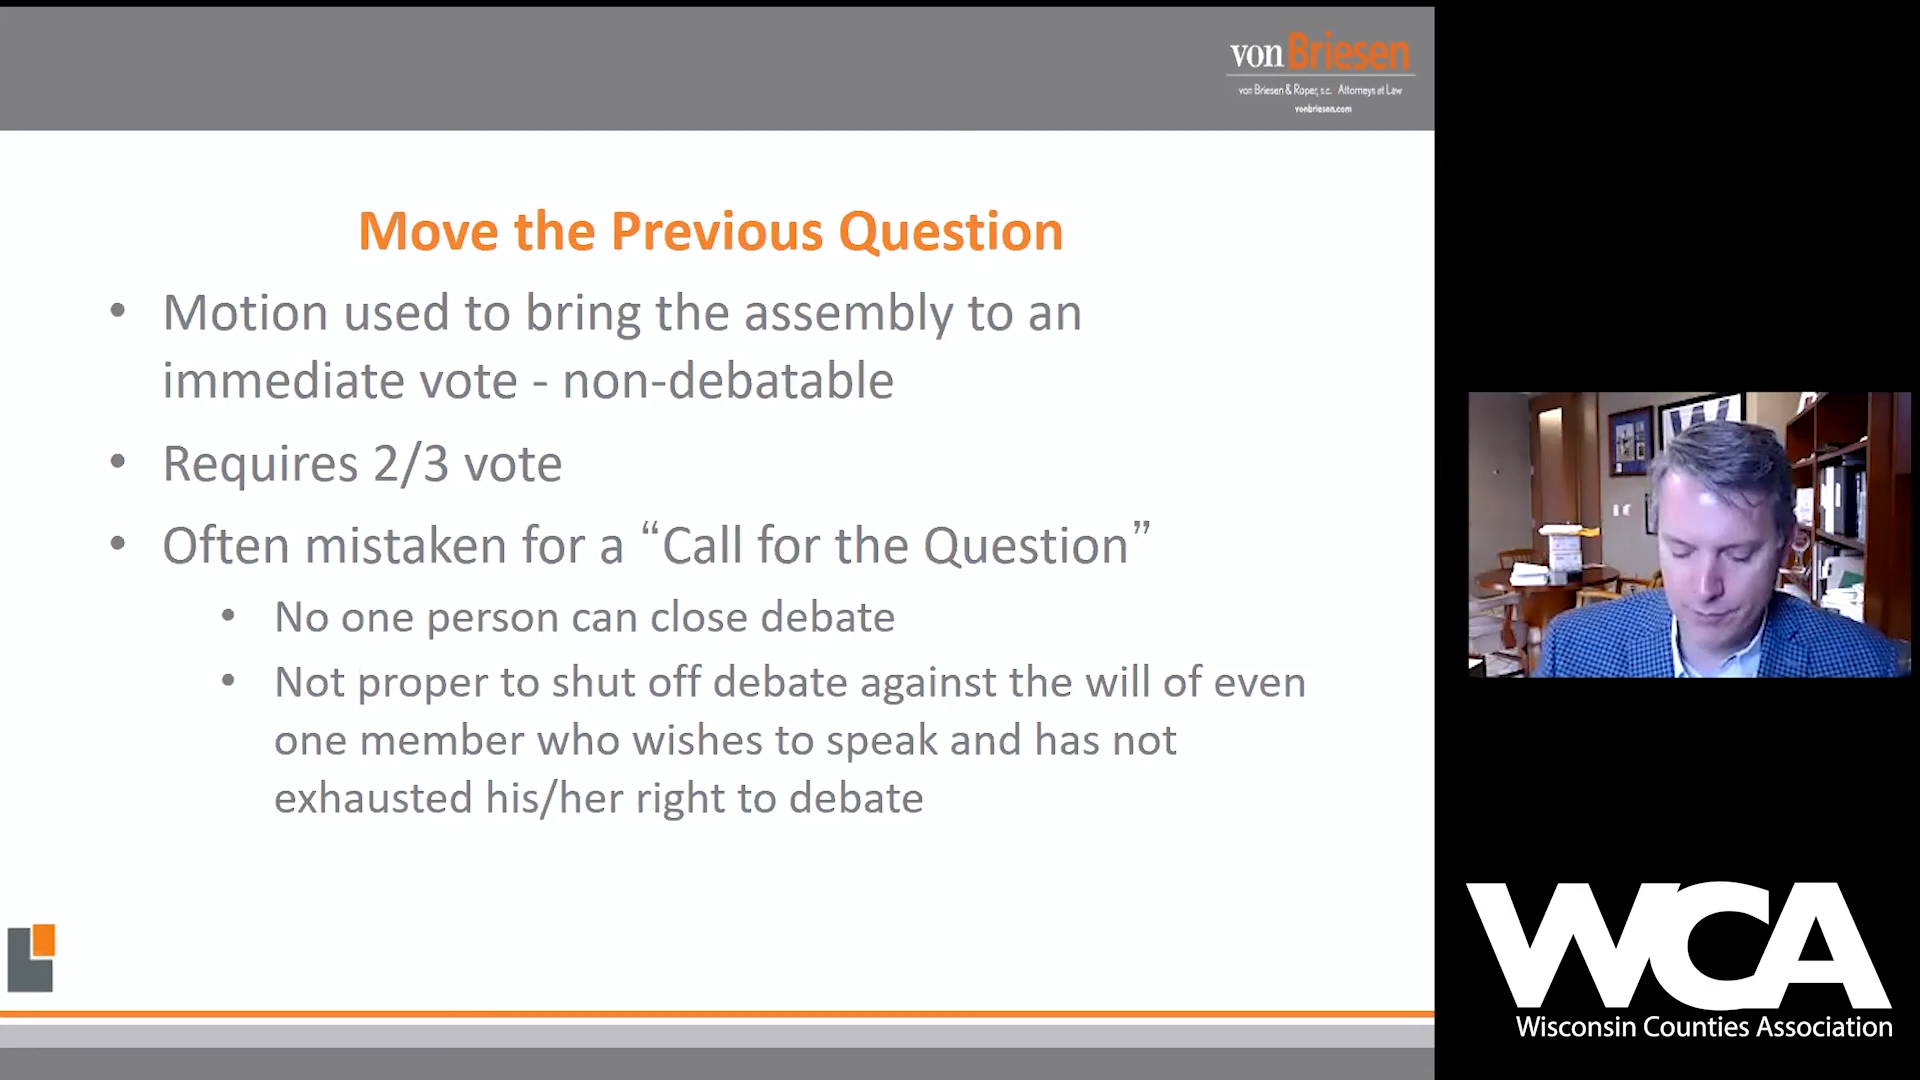 von Briesen
von Briesen & Roper, s.c. Attorneys at Law
vonbriesen.com
Move the Previous Question
• Motion used to bring the assembly to an
immediate vote - non-debatable
• Requires 2/3 vote
• Often mistaken for a “Call for the Question”
• No one person can close debate
• Not proper to shut off debate against the will of even
one member who wishes to speak and has not
exhausted his/her right to debate
WCA
Wisconsin Counties Association